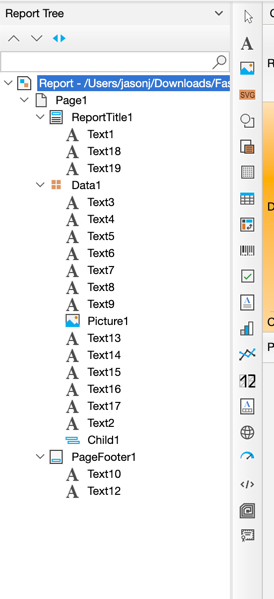 Report Tree
Report - /Users/jasonj/Downloads/Fas
Page1
ReportTitle1
Text1
Text18
Text19
Data1
Text3
Text4
Text5
Text6
Text7
Text8
Text9
Picture1
Text13
Text14
Text15
Text16
Text17
Text2
Child1
PageFooter1
Text10
Text12
A
SVG
12